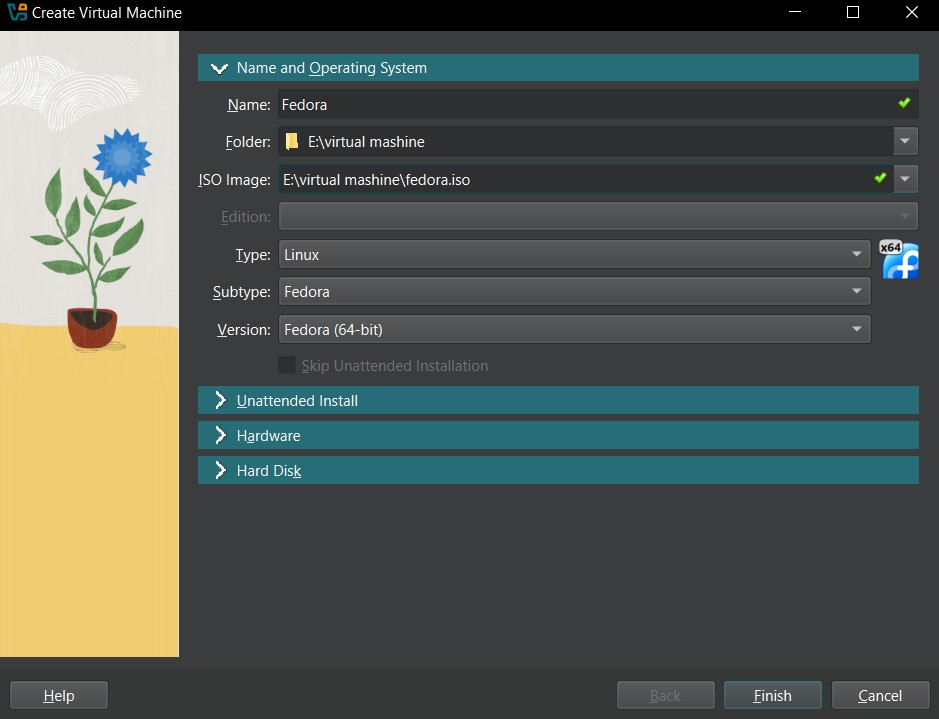 Create Virtual Machine
Name and Operating System
Name: Fedora
Folder: E:\virtual mashine
ISO Image: E:\virtual mashine\fedora.iso
Edition:
Type: Linux
x64
Subtype: Fedora
Version: Fedora (64-bit)
Skip Unattended Installation
Unattended Install
Hardware
Hard Disk
Help Back Finish Cancel